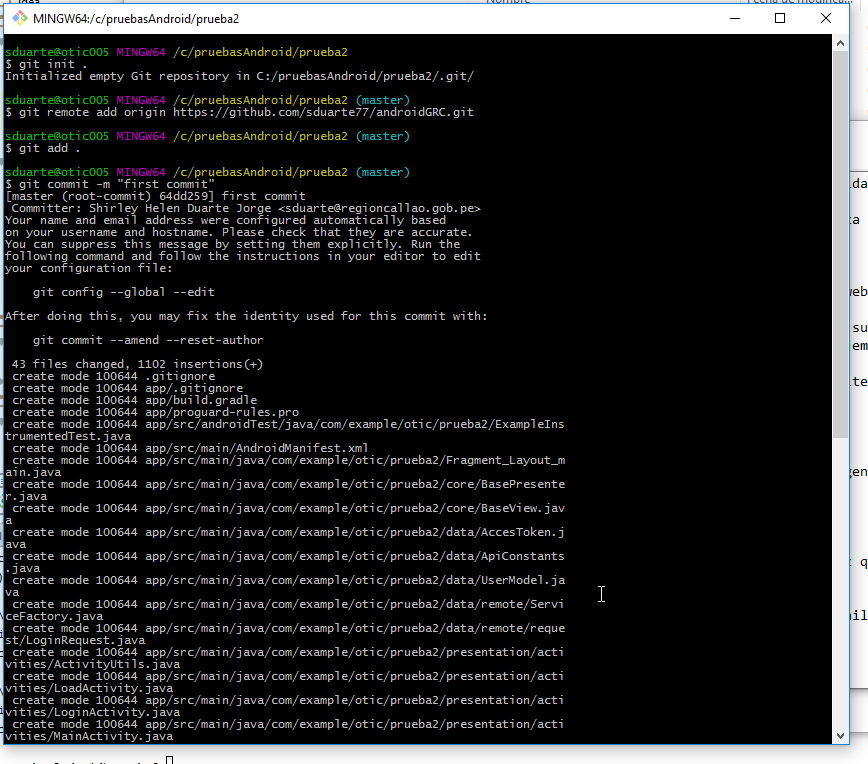 Nombre
MINGW64:/c/pruebasAndroid/prueba2
sduarte@otic005 MINGW64 /c/pruebasAndroid/prueba2
$ git init .
Initialized empty Git repository in C:/pruebasAndroid/prueba2/.git/
sduarte@otic005 MINGW64 /c/pruebasAndroid/prueba2 (master)
$ git remote add origin https://github.com/sduarte77/androidGRC.git
sduarte@otic005 MINGW64 /c/pruebasAndroid/prueba2 (master)
$ git add .
sduarte@otic005 MINGW64 /c/pruebasAndroid/prueba2 (master)
$ git commit -m "first commit"
[master (root-commit) 64dd259] first commit
 Committer: Shirley Helen Duarte Jorge <sduarte@regioncallao.gob.pe>
Your name and email address were configured automatically based
on your username and hostname. Please check that they are accurate.
You can suppress this message by setting them explicitly. Run the
following command and follow the instructions in your editor to edit
your configuration file:
    git config --global --edit
After doing this, you may fix the identity used for this commit with:
    git commit --amend --reset-author
 43 files changed, 1102 insertions(+)
 create mode 100644 .gitignore
 create mode 100644 app/.gitignore
 create mode 100644 app/build.gradle
 create mode 100644 app/proguard-rules.pro
 create mode 100644 app/src/androidTest/java/com/example/otic/prueba2/ExampleIns
trumentedTest.java
 create mode 100644 app/src/main/AndroidManifest.xml
 create mode 100644 app/src/main/java/com/example/otic/prueba2/Fragment_Layout_m
ain.java
 create mode 100644 app/src/main/java/com/example/otic/prueba2/core/BasePresente
r.java
 create mode 100644 app/src/main/java/com/example/otic/prueba2/core/BaseView.jav
a
 create mode 100644 app/src/main/java/com/example/otic/prueba2/data/AccesToken.j
ava
 create mode 100644 app/src/main/java/com/example/otic/prueba2/data/ApiConstants
.java
 create mode 100644 app/src/main/java/com/example/otic/prueba2/data/UserModel.ja
va
 create mode 100644 app/src/main/java/com/example/otic/prueba2/data/remote/Servi
ceFactory.java
 create mode 100644 app/src/main/java/com/example/otic/prueba2/data/remote/reque
st/LoginRequest.java
 create mode 100644 app/src/main/java/com/example/otic/prueba2/presentation/acti
vities/ActivityUtils.java
 create mode 100644 app/src/main/java/com/example/otic/prueba2/presentation/acti
vities/LoadActivity.java
 create mode 100644 app/src/main/java/com/example/otic/prueba2/presentation/acti
vities/LoginActivity.java
 create mode 100644 app/src/main/java/com/example/otic/prueba2/presentation/acti
vities/MainActivity.java